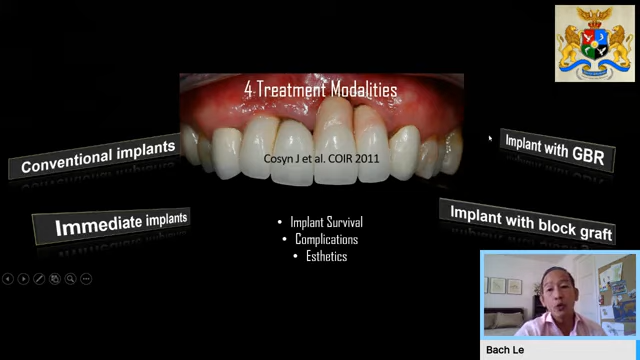 4 Treatment Modalities
Conventional implants
Cosyn J et al. COIR 2011
Implant with GBR
Immediate implants
Implant with block graft
• Implant Survival
• Complications
• Esthetics
Bach Le